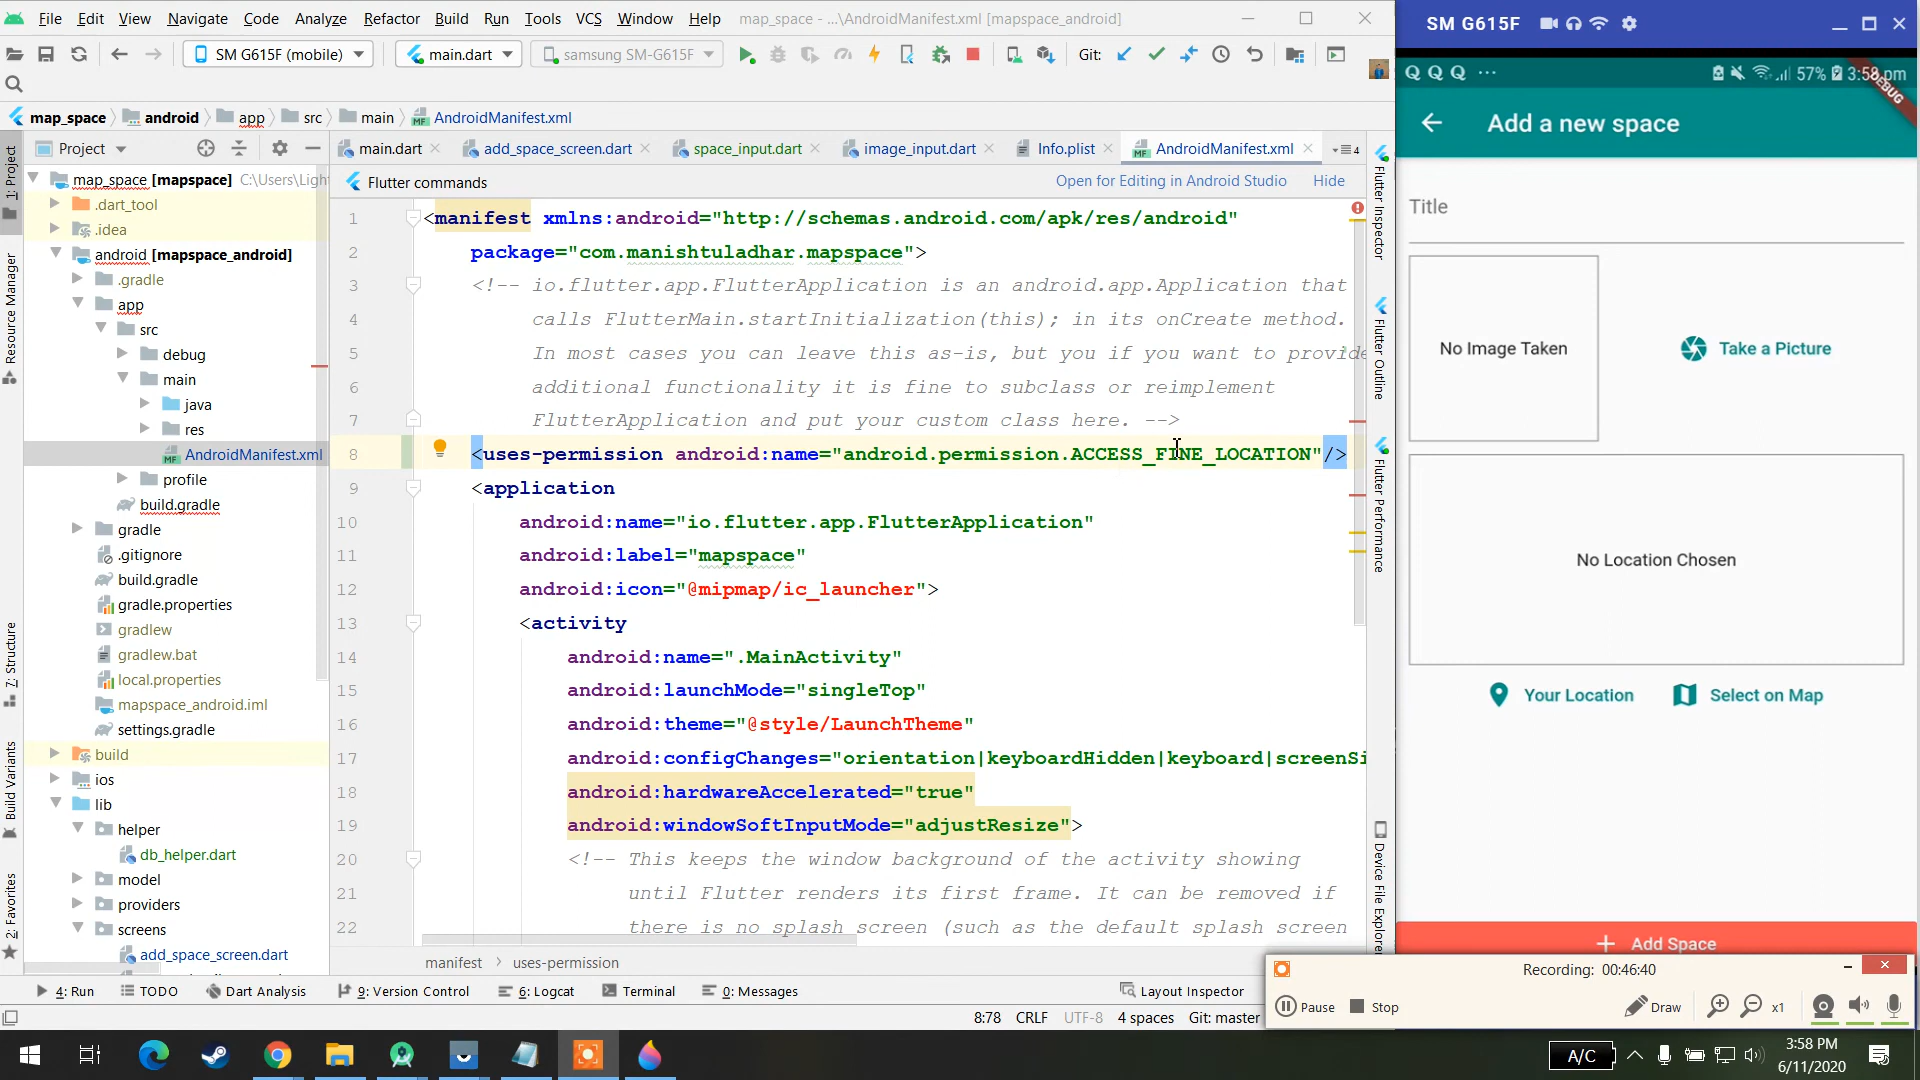 File Edit View Navigate Code Analyze Refactor Build Run Tools VCS Window Help map_space - ...\AndroidManifest.xml [mapspace_android]
SM G615F (mobile) main.dart samsung SM-G615F Git:
map_space android app src main AndroidManifest.xml
Project
main.dart add_space_screen.dart space_input.dart image_input.dart Info.plist AndroidManifest.xml 4
Flutter commands Open for Editing in Android Studio Hide
map_space [mapspace] C:\Users\Ligh
.dart_tool
.idea
android [mapspace_android]
.gradle
app
src
debug
main
java
res
AndroidManifest.xml
profile
build.gradle
gradle
.gitignore
build.gradle
gradle.properties
gradlew
gradlew.bat
local.properties
mapspace_android.iml
settings.gradle
build
ios
lib
helper
db_helper.dart
model
providers
screens
add_space_screen.dart
1: Project
Resource Manager
7: Structure
Build Variants
2: Favorites
1 <manifest xmlns:android="http://schemas.android.com/apk/res/android"
2 package="com.manishtuladhar.mapspace">
3 <!-- io.flutter.app.FlutterApplication is an android.app.Application that
4 calls FlutterMain.startInitialization(this); in its onCreate method.
5 In most cases you can leave this as-is, but you if you want to provide
6 additional functionality it is fine to subclass or reimplement
7 FlutterApplication and put your custom class here. -->
8 <uses-permission android:name="android.permission.ACCESS_FINE_LOCATION"/>
9 <application
10 android:name="io.flutter.app.FlutterApplication"
11 android:label="mapspace"
12 android:icon="@mipmap/ic_launcher">
13 <activity
14 android:name=".MainActivity"
15 android:launchMode="singleTop"
16 android:theme="@style/LaunchTheme"
17 android:configChanges="orientation|keyboardHidden|keyboard|screenSi
18 android:hardwareAccelerated="true"
19 android:windowSoftInputMode="adjustResize">
20 <!-- This keeps the window background of the activity showing
21 until Flutter renders its first frame. It can be removed if
22 there is no splash screen (such as the default splash screen
manifest uses-permission
Flutter Inspector
Flutter Outline
Flutter Performance
Device File Explorer
4: Run TODO Dart Analysis 9: Version Control 6: Logcat Terminal 0: Messages Layout Inspector
8:78 CRLF UTF-8 4 spaces Git: master
SM G615F
57% 3:58 pm
DEBUG
Add a new space
Title
No Image Taken
Take a Picture
No Location Chosen
Your Location Select on Map
+ Add Space
Recording: 00:46:40
Pause Stop Draw x1
A/C
3:58 PM
6/11/2020